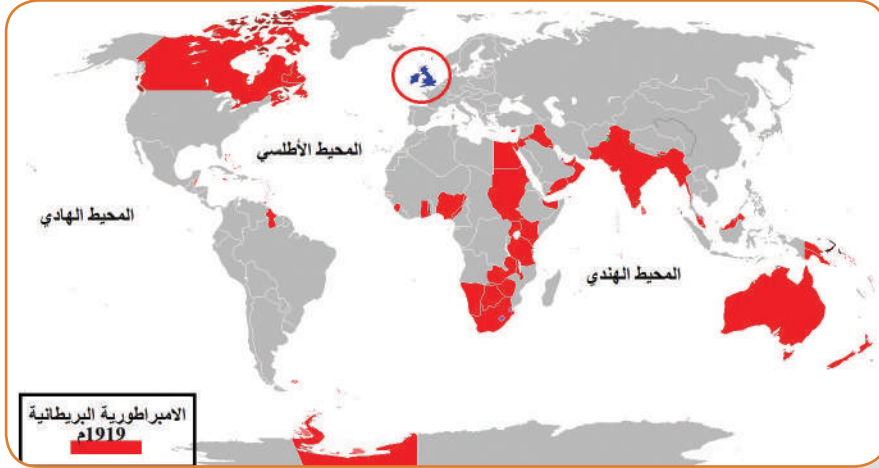 المحيط الأطلسي
المحيط الهادي
المحيط الهندي
الامبراطورية البريطانية
1919م